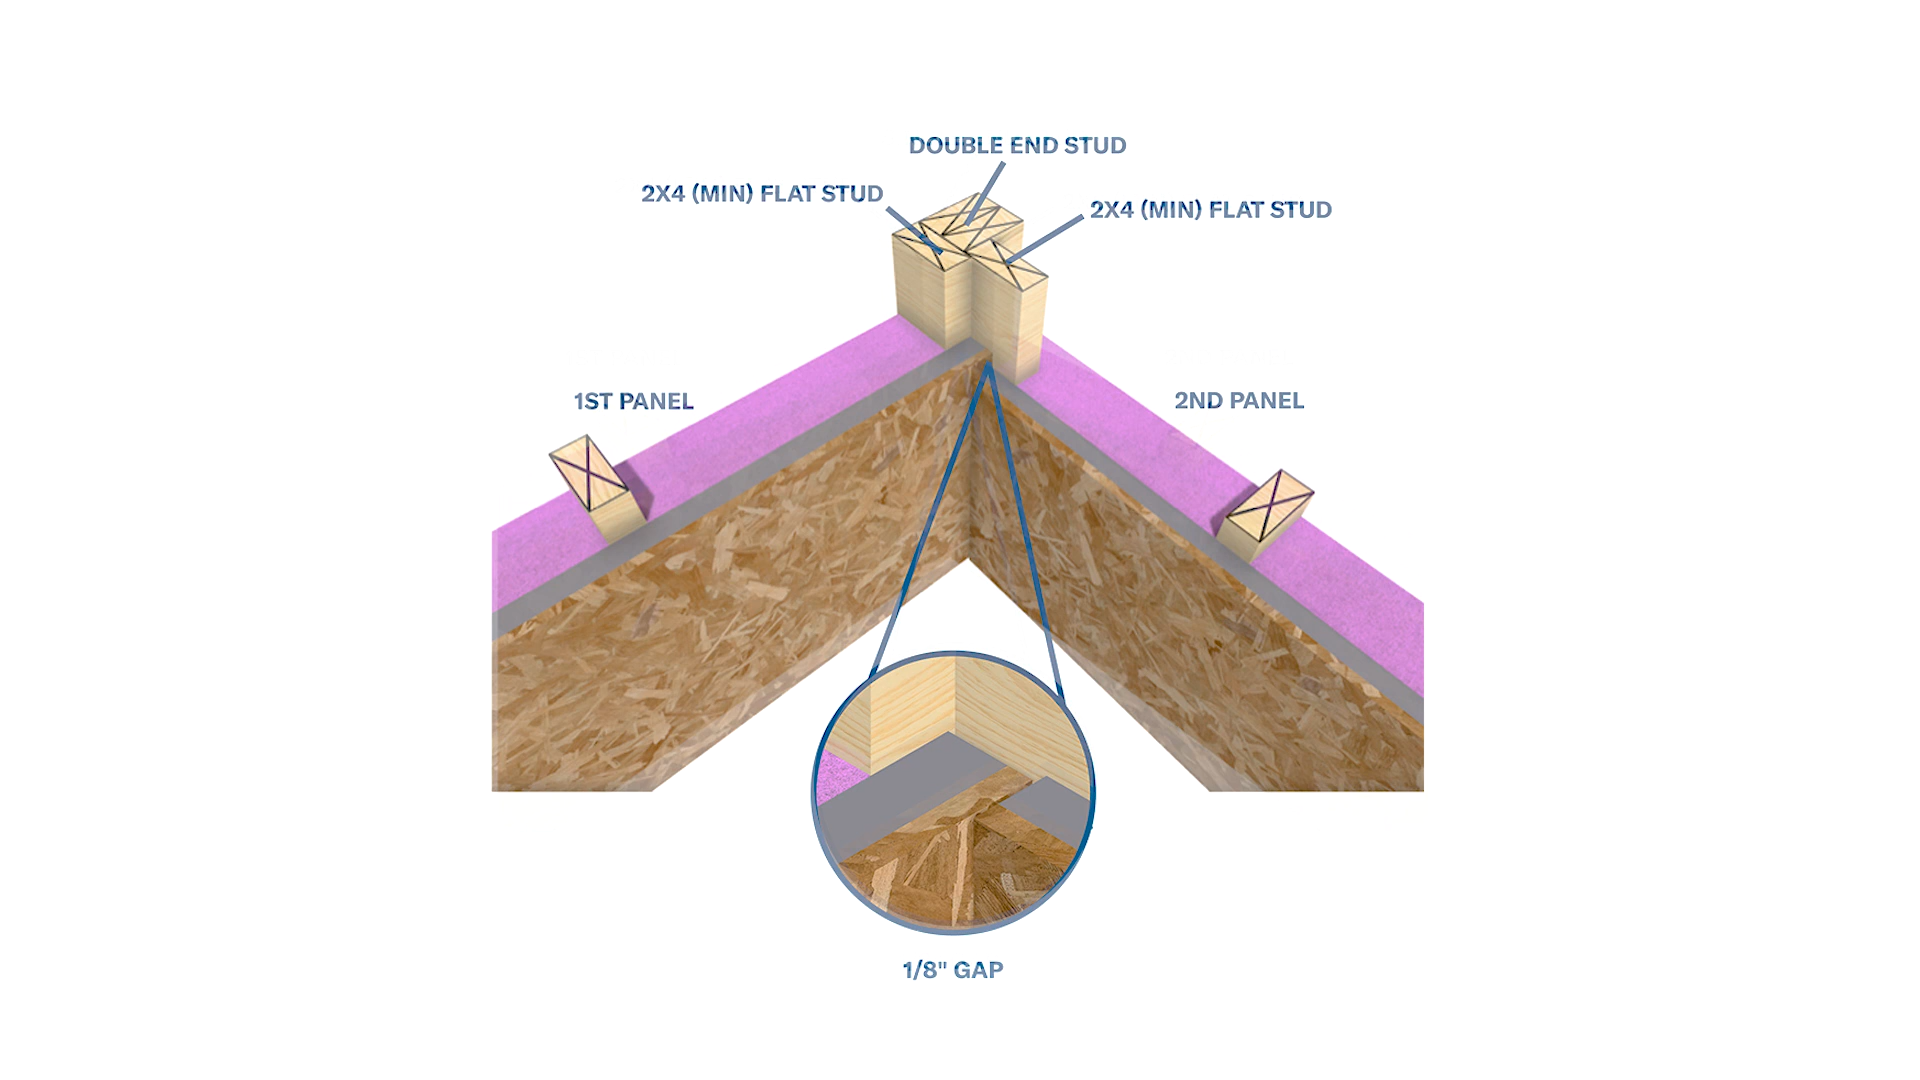 DOUBLE END STUD
2X4 (MIN) FLAT STUD
2X4 (MIN) FLAT STUD
1ST PANEL
2ND PANEL
1/8" GAP